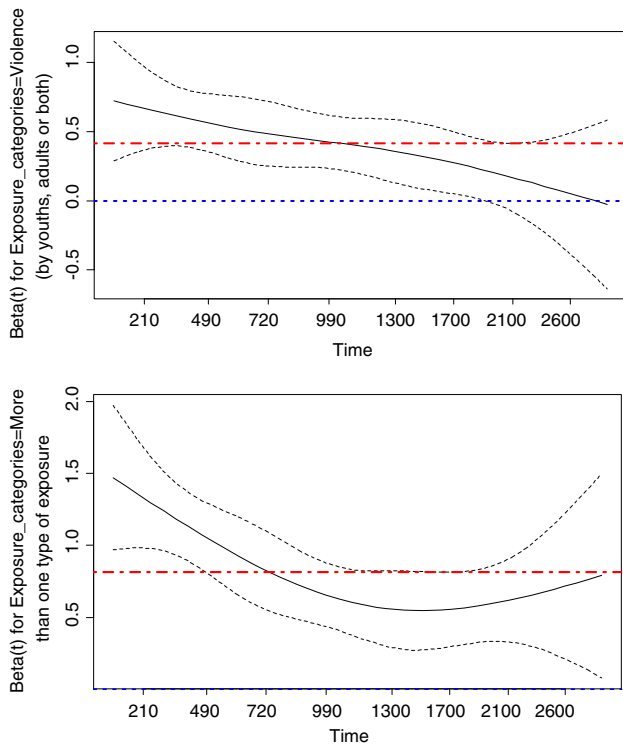 Beta(t) for Exposure_categories=Violence
(by youths, adults or both)
1.0
0.5
0.0
-0.5
210 490 720 990 1300 1700 2100 2600
Time
Beta(t) for Exposure_categories=More
than one type of exposure
2.0
1.5
1.0
0.5
210 490 720 990 1300 1700 2100 2600
Time